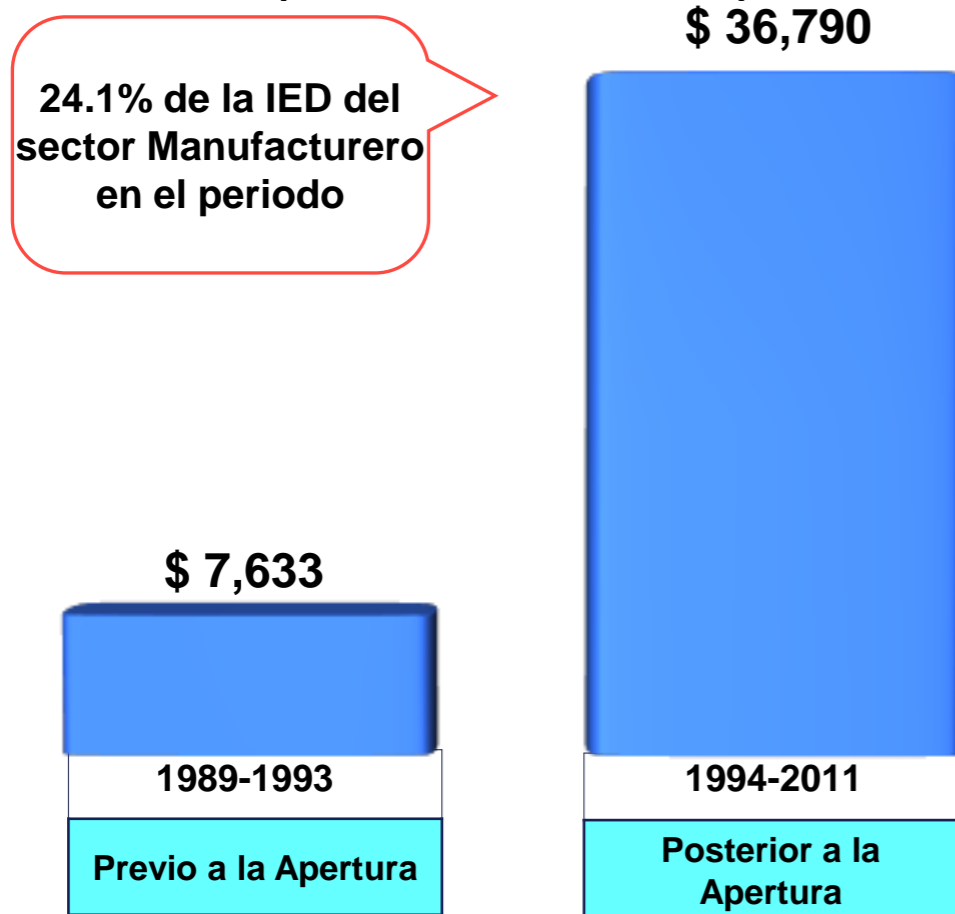 $ 36,790
24.1% de la IED del
sector Manufacturero
en el periodo
$ 7,633
1989-1993
1994-2011
Previo a la Apertura
Posterior a la
Apertura